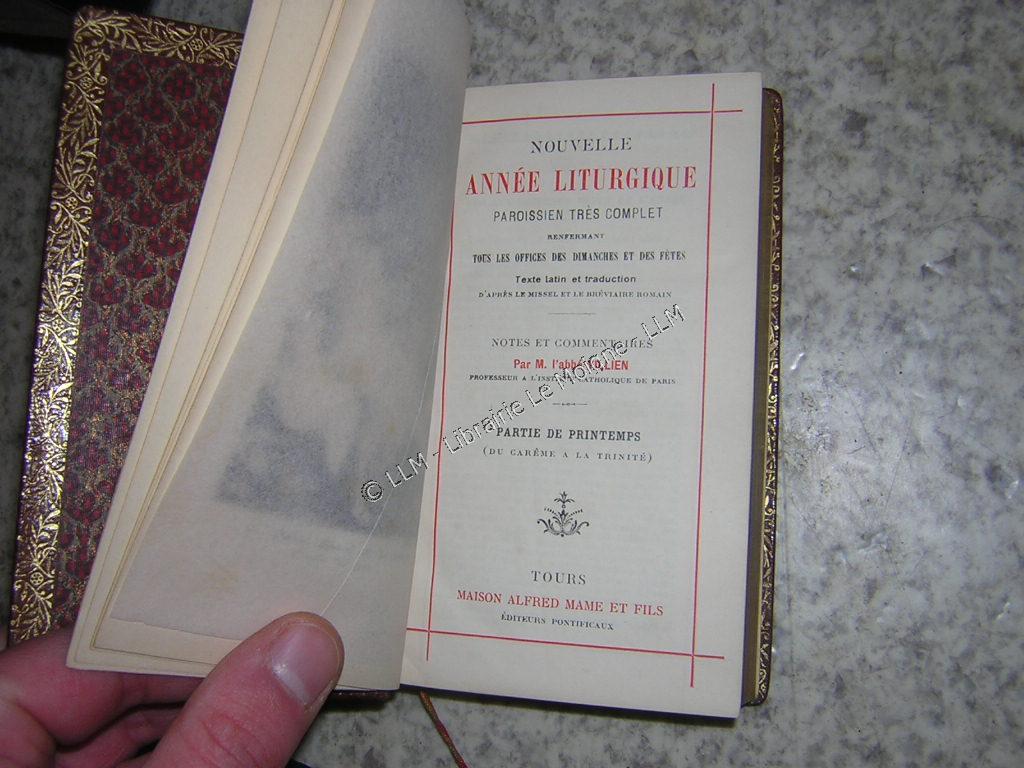 NOUVELLE
ANNÉE LITURGIQUE
PAROISSIEN TRÈS COMPLET
RENFERMANT
TOUS LES OFFICES DES DIMANCHES ET DES FÊTES
Texte latin et traduction
D'APRÈS LE MISSEL ET LE BRÉVIAIRE ROMAIN
NOTES ET COMMENTAIRES
Par M. l'abbé
PROFESSEUR A L'INSTITUT CATHOLIQUE DE PARIS
PARTIE DE PRINTEMPS
(DU CARÊME A LA TRINITÉ)
TOURS
MAISON ALFRED MAME ET FILS
ÉDITEURS PONTIFICAUX
© LLM - Librairie Le Moigne - LLM